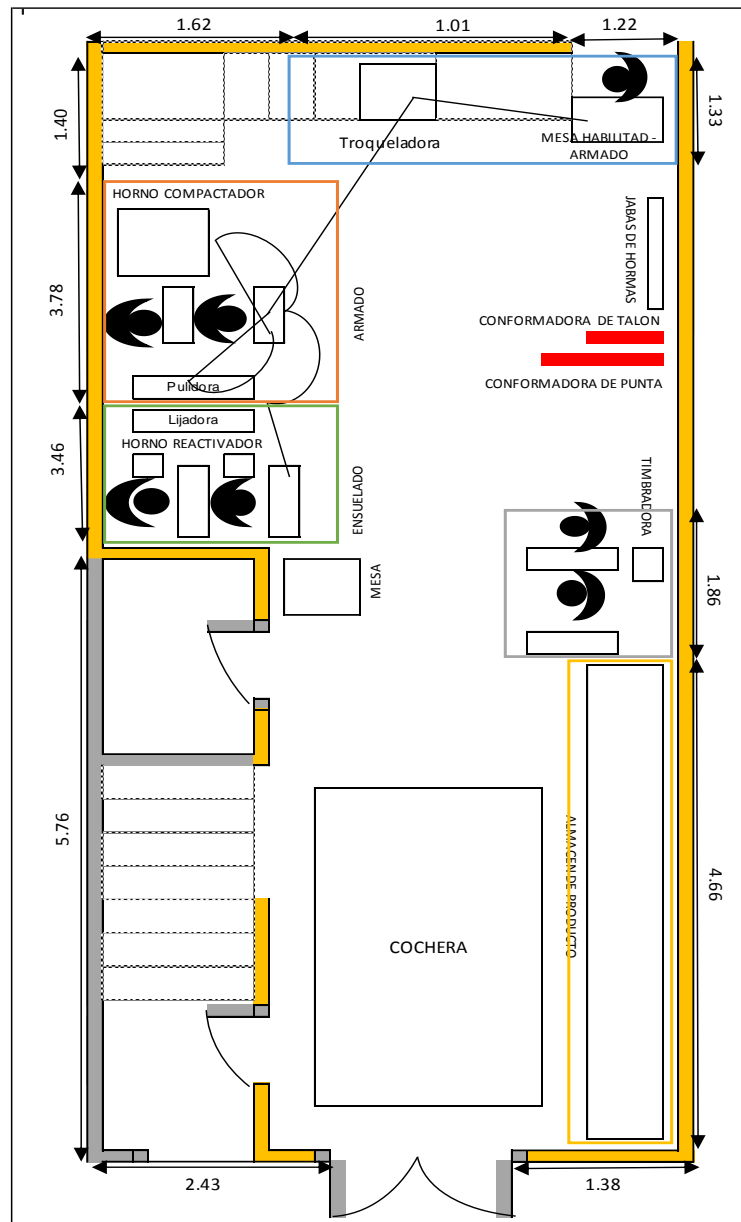 1.62
1.01
1.22
1.40
1.33
Troqueladora
MESA HABILITAD -
ARMADO
HORNO COMPACTADOR
JABAS DE HORMAS
3.78
ARMADO
CONFORMADORA DE TALON
CONFORMADORA DE PUNTA
Pulidora
Lijadora
HORNO REACTIVADOR
3.46
ENSUELADO
TIMBRADORA
MESA
1.86
5.76
ALMACEN DE PRODUCTO
4.66
COCHERA
2.43
1.38